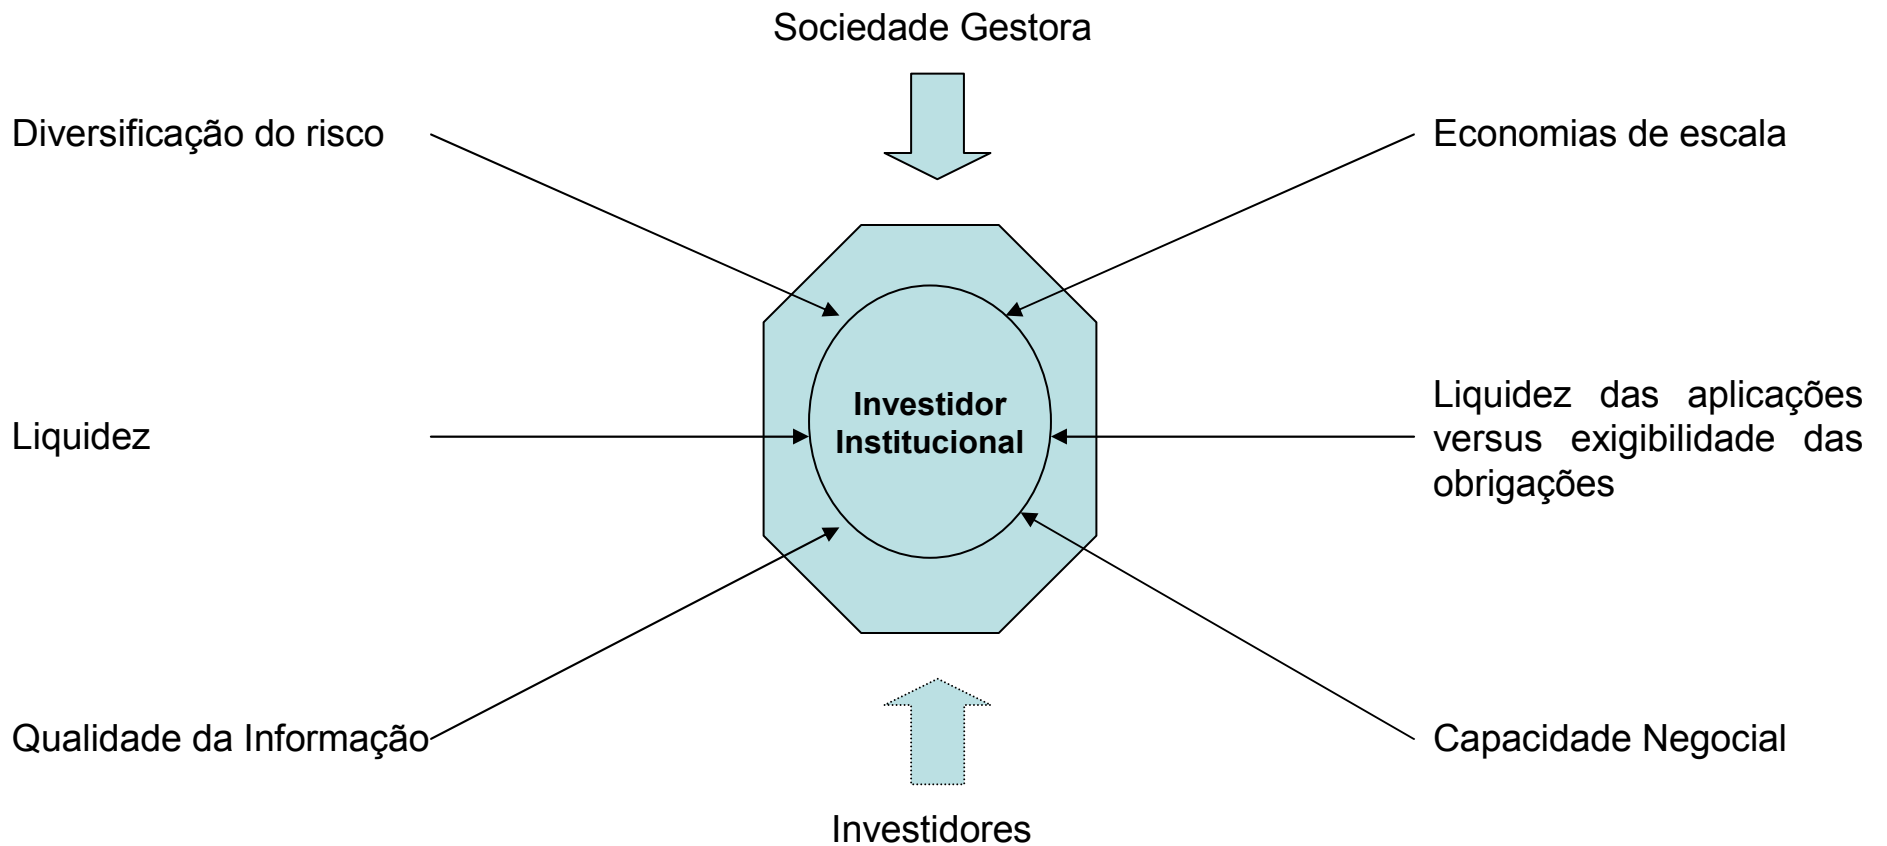 Sociedade Gestora
Diversificação do risco
Economias de escala
Investidor
Institucional
Liquidez
Liquidez das aplicações
versus exigibilidade das
obrigações
Qualidade da Informação
Capacidade Negocial
Investidores